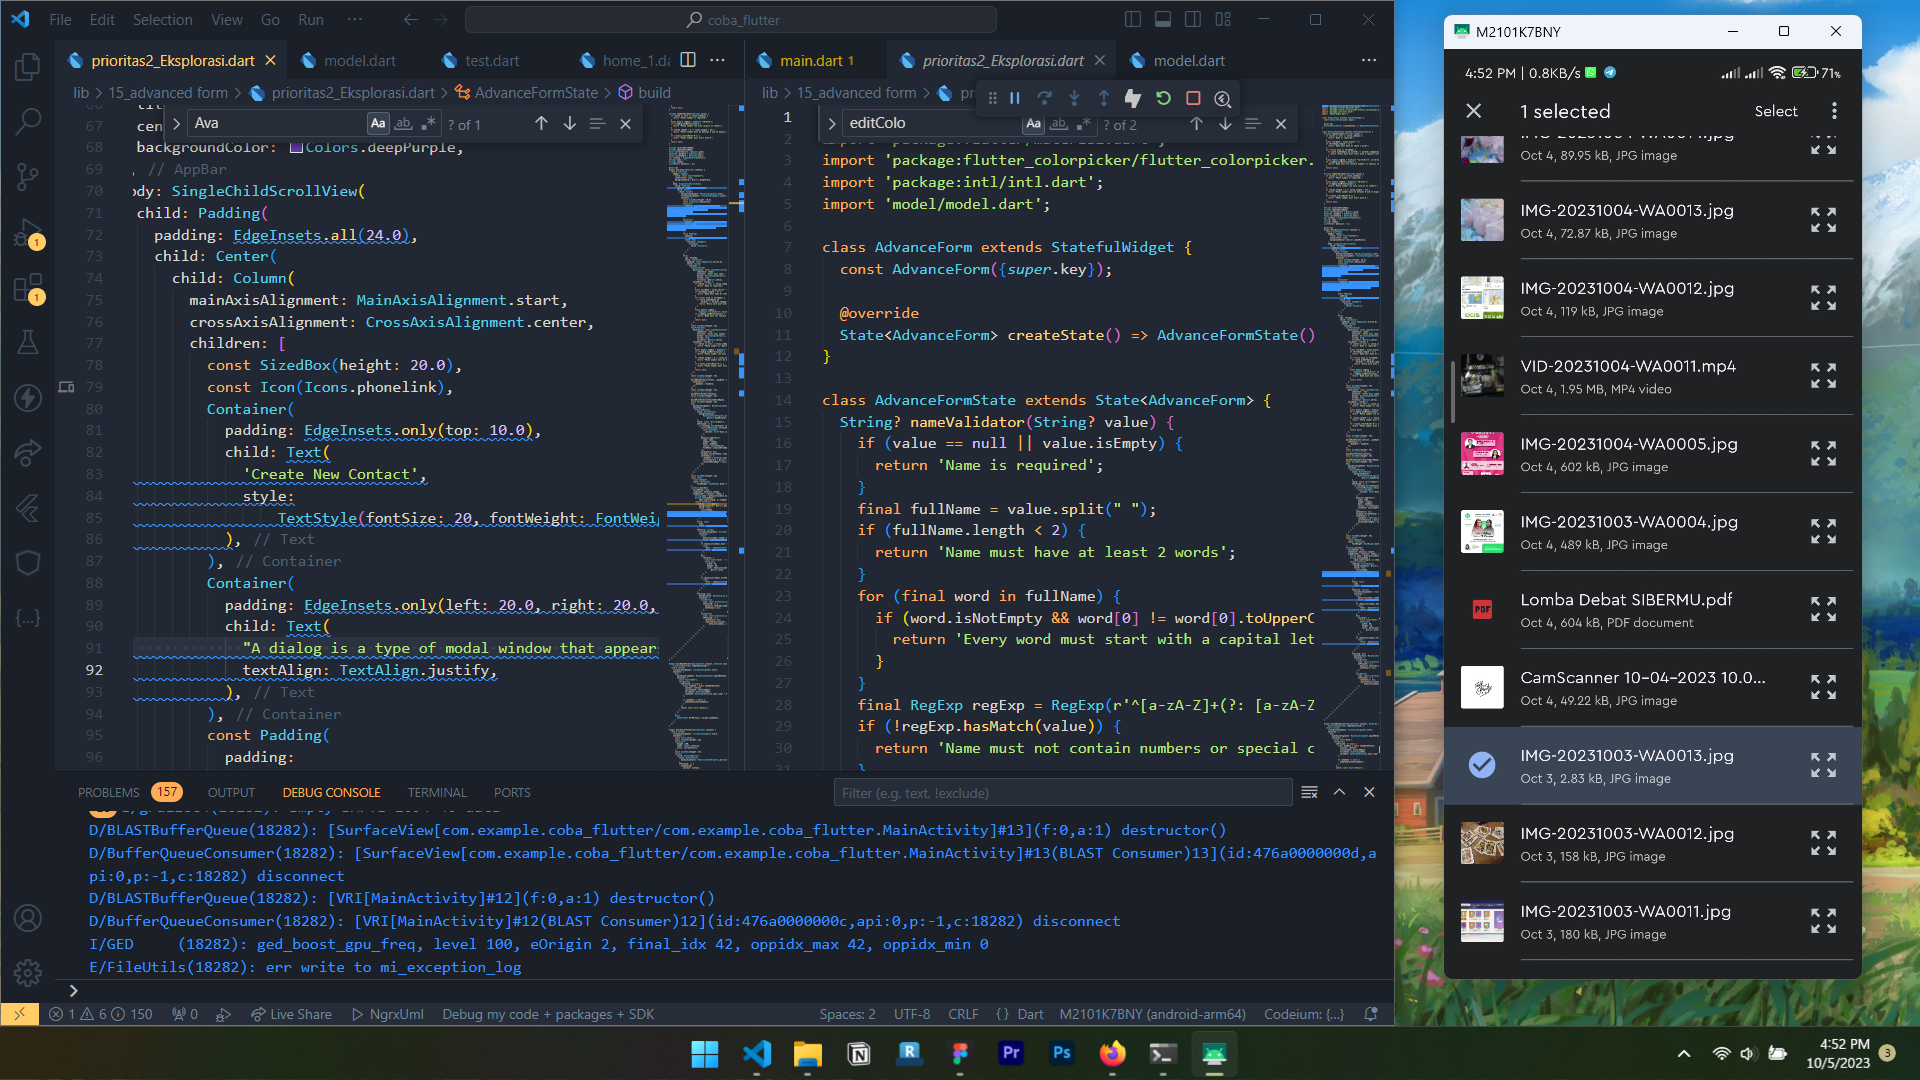 File Edit Selection View Go Run ··· coba_flutter
prioritas2_Eksplorasi.dart model.dart test.dart home_1.da ···
lib > 15_advanced form > prioritas2_Eksplorasi.dart > AdvanceFormState > build
Ava Aa ab ? of 1
67 cen
68 backgroundColor: Colors.deepPurple,
69 , // AppBar
70 ody: SingleChildScrollView(
71 child: Padding(
72 padding: EdgeInsets.all(24.0),
73 child: Center(
74 child: Column(
75 mainAxisAlignment: MainAxisAlignment.start,
76 crossAxisAlignment: CrossAxisAlignment.center,
77 children: [
78 const SizedBox(height: 20.0),
79 const Icon(Icons.phonelink),
80 Container(
81 padding: EdgeInsets.only(top: 10.0),
82 child: Text(
83 'Create New Contact',
84 style:
85 TextStyle(fontSize: 20, fontWeight: FontWei
86 ), // Text
87 ), // Container
88 Container(
89 padding: EdgeInsets.only(left: 20.0, right: 20.0,
90 child: Text(
91 "A dialog is a type of modal window that appear
92 textAlign: TextAlign.justify,
93 ), // Text
94 ), // Container
95 const Padding(
96 padding:
main.dart 1 prioritas2_Eksplorasi.dart model.dart ···
lib > 15_advanced form > pr
editColo Aa ab ? of 2
1
2
3 import 'package:flutter_colorpicker/flutter_colorpicker.
4 import 'package:intl/intl.dart';
5 import 'model/model.dart';
6
7 class AdvanceForm extends StatefulWidget {
8 const AdvanceForm({super.key});
9
10 @override
11 State<AdvanceForm> createState() => AdvanceFormState()
12 }
13
14 class AdvanceFormState extends State<AdvanceForm> {
15 String? nameValidator(String? value) {
16 if (value == null || value.isEmpty) {
17 return 'Name is required';
18 }
19 final fullName = value.split(" ");
20 if (fullName.length < 2) {
21 return 'Name must have at least 2 words';
22 }
23 for (final word in fullName) {
24 if (word.isNotEmpty && word[0] != word[0].toUpperC
25 return 'Every word must start with a capital let
26 }
27 }
28 final RegExp regExp = RegExp(r'^[a-zA-Z]+(?: [a-zA-Z
29 if (!regExp.hasMatch(value)) {
30 return 'Name must not contain numbers or special c
31 }
PROBLEMS 157 OUTPUT DEBUG CONSOLE TERMINAL PORTS Filter (e.g. text, !exclude)
D/BLASTBufferQueue(18282): [SurfaceView[com.example.coba_flutter/com.example.coba_flutter.MainActivity]#13](f:0,a:1) destructor()
D/BufferQueueConsumer(18282): [SurfaceView[com.example.coba_flutter/com.example.coba_flutter.MainActivity]#13(BLAST Consumer)13](id:476a0000000d,a
pi:0,p:-1,c:18282) disconnect
D/BLASTBufferQueue(18282): [VRI[MainActivity]#12](f:0,a:1) destructor()
D/BufferQueueConsumer(18282): [VRI[MainActivity]#12(BLAST Consumer)12](id:476a0000000c,api:0,p:-1,c:18282) disconnect
I/GED (18282): ged_boost_gpu_freq, level 100, eOrigin 2, final_idx 42, oppidx_max 42, oppidx_min 0
E/FileUtils(18282): err write to mi_exception_log
>
1 6 150 0 Live Share NgrxUml Debug my code + packages + SDK Spaces: 2 UTF-8 CRLF {} Dart M2101K7BNY (android-arm64) Codeium: {...}
M2101K7BNY
4:52 PM | 0.8KB/s 71%
1 selected Select
Oct 4, 89.95 kB, JPG image
IMG-20231004-WA0013.jpg
Oct 4, 72.87 kB, JPG image
IMG-20231004-WA0012.jpg
Oct 4, 119 kB, JPG image
VID-20231004-WA0011.mp4
Oct 4, 1.95 MB, MP4 video
IMG-20231004-WA0005.jpg
Oct 4, 602 kB, JPG image
IMG-20231003-WA0004.jpg
Oct 4, 489 kB, JPG image
PDF
Lomba Debat SIBERMU.pdf
Oct 4, 604 kB, PDF document
CamScanner 10-04-2023 10.0...
Oct 4, 49.22 kB, JPG image
IMG-20231003-WA0013.jpg
Oct 3, 2.83 kB, JPG image
IMG-20231003-WA0012.jpg
Oct 3, 158 kB, JPG image
IMG-20231003-WA0011.jpg
Oct 3, 180 kB, JPG image
N R Pr Ps
4:52 PM
10/5/2023
3